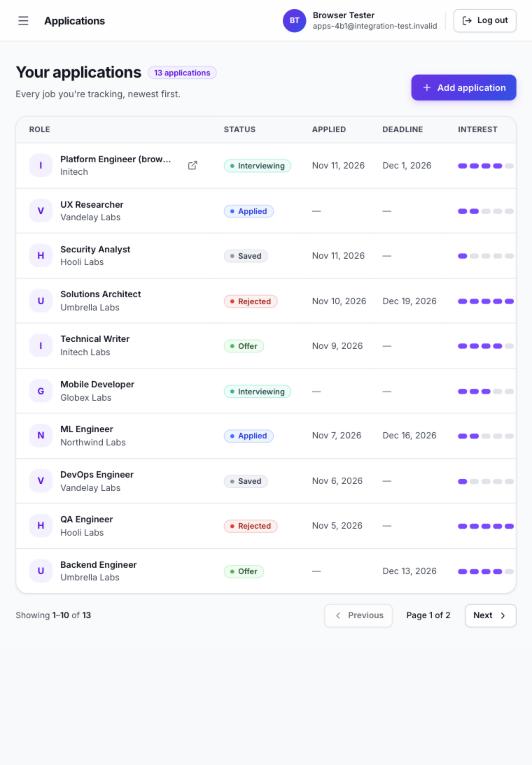 Applications
BT
Browser Tester
apps-4b1@integration-test.invalid
Log out
Your applications
13 applications
Every job you're tracking, newest first.
Add application
ROLE STATUS APPLIED DEADLINE INTEREST
I Platform Engineer (brow... Interviewing Nov 11, 2026 Dec 1, 2026
Initech
V UX Researcher Applied — —
Vandelay Labs
H Security Analyst Saved Nov 11, 2026 —
Hooli Labs
U Solutions Architect Rejected Nov 10, 2026 Dec 19, 2026
Umbrella Labs
I Technical Writer Offer Nov 9, 2026 —
Initech Labs
G Mobile Developer Interviewing — —
Globex Labs
N ML Engineer Applied Nov 7, 2026 Dec 16, 2026
Northwind Labs
V DevOps Engineer Saved Nov 6, 2026 —
Vandelay Labs
H QA Engineer Rejected Nov 5, 2026 —
Hooli Labs
U Backend Engineer Offer — Dec 13, 2026
Umbrella Labs
Showing 1–10 of 13
Previous
Page 1 of 2
Next